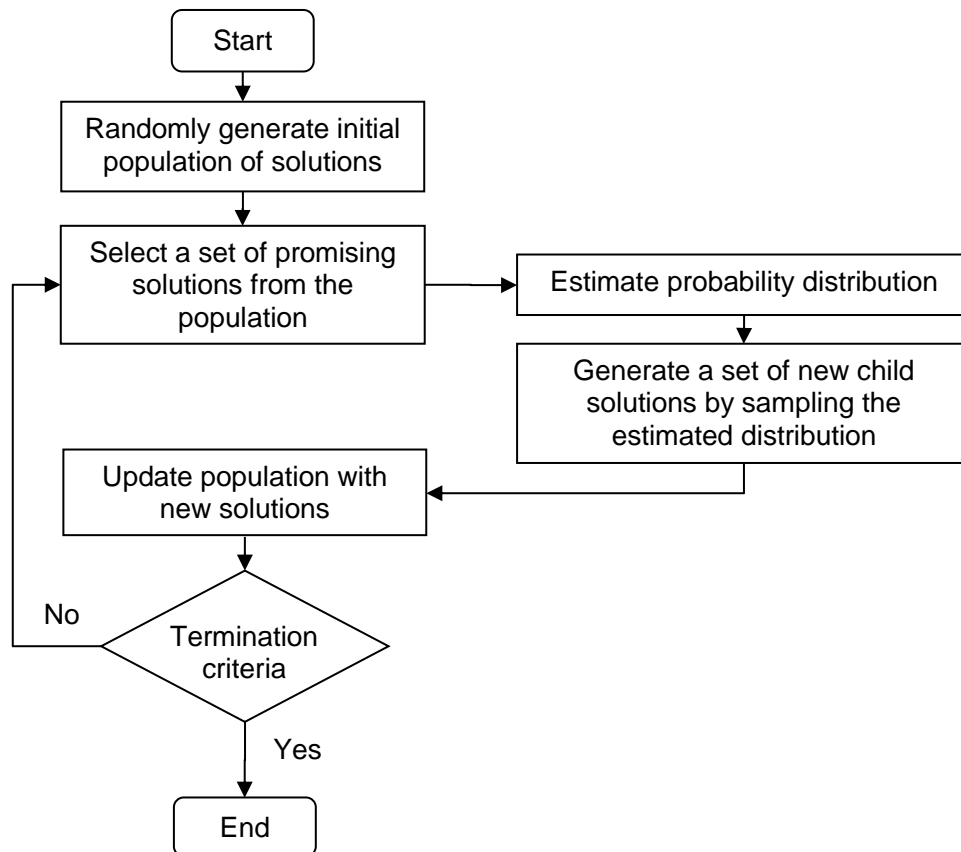 Start
Randomly generate initial
population of solutions
Select a set of promising
solutions from the
population
Estimate probability distribution
Generate a set of new child
solutions by sampling the
estimated distribution
Update population with
new solutions
No
Termination
criteria
Yes
End